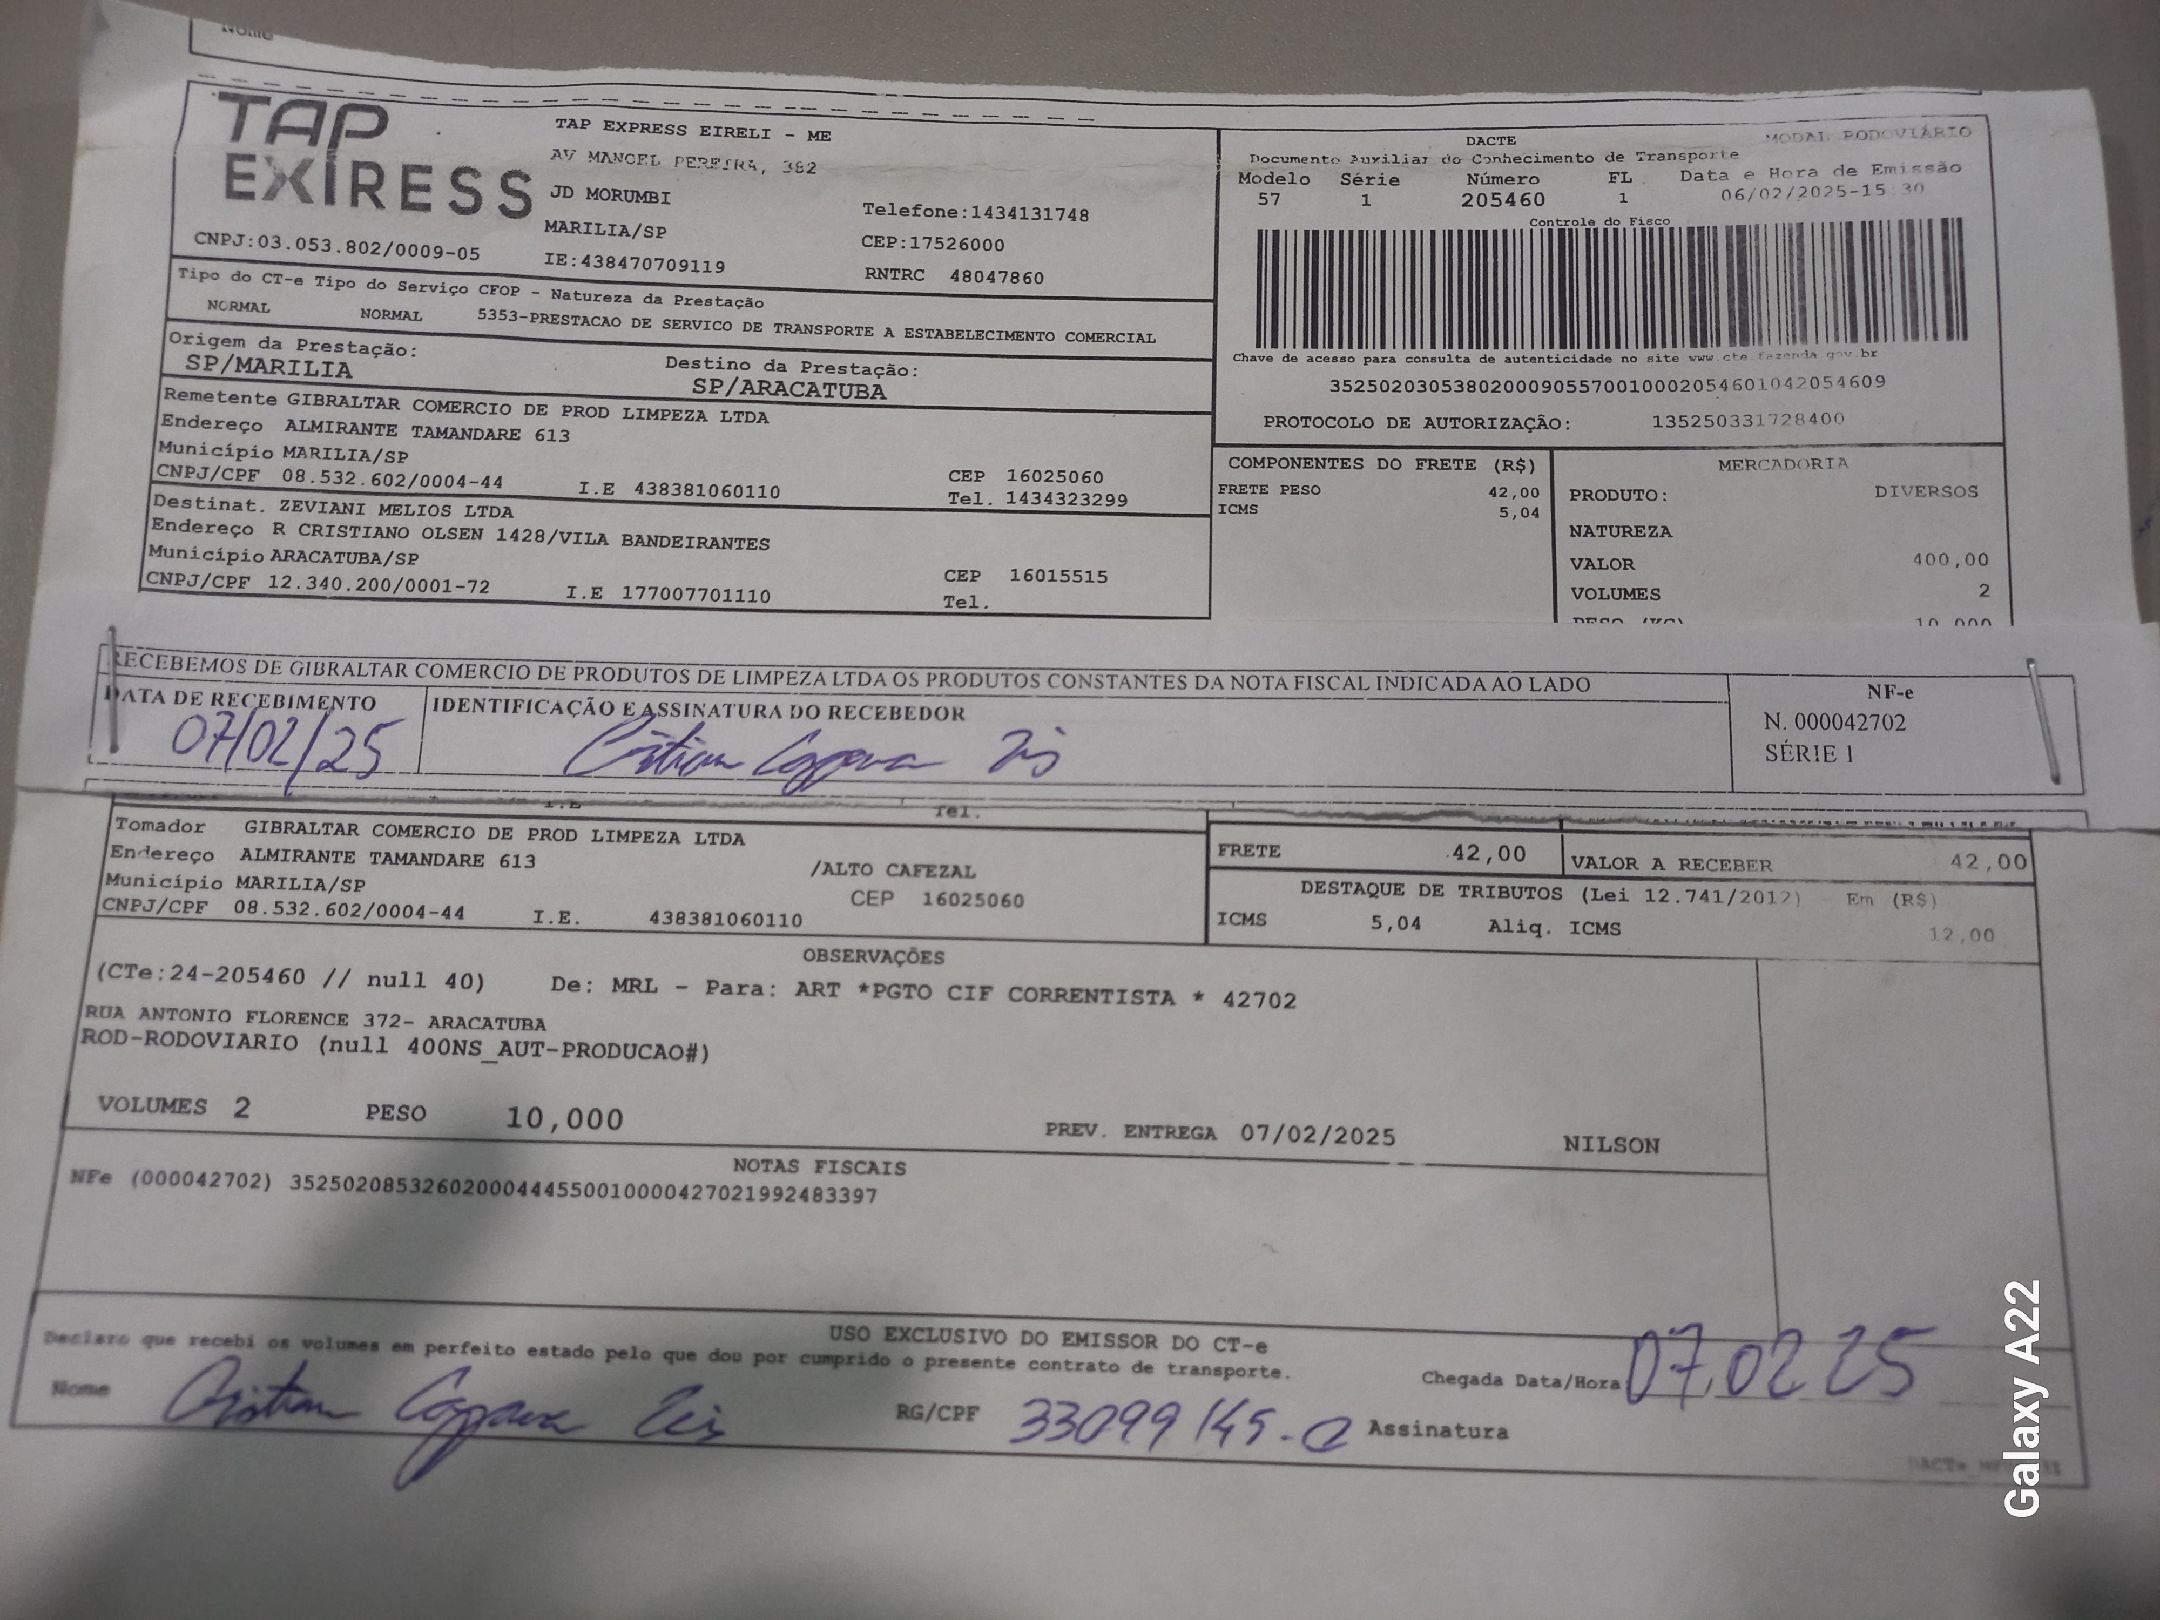 Nome
TAP EXPRESS
TAP EXPRESS EIRELI - ME
AV MANOEL PEREIRA, 382
JD MORUMBI
Telefone:1434131748
MARILIA/SP
CEP:17526000
CNPJ:03.053.802/0009-05
IE:438470709119
RNTRC 48047860
DACTE
MODAL RODOVIÁRIO
Documento Auxiliar do Conhecimento de Transporte
Modelo Série Número FL Data e Hora de Emissão
57 1 205460 1 06/02/2025-15:30
Controle do Fisco
Chave de acesso para consulta de autenticidade no site www.cte.fazenda.gov.br
35250203053802000905570010002054601042054609
PROTOCOLO DE AUTORIZAÇÃO: 135250331728400
Tipo do CT-e Tipo do Serviço CFOP - Natureza da Prestação
NORMAL NORMAL 5353-PRESTACAO DE SERVICO DE TRANSPORTE A ESTABELECIMENTO COMERCIAL
Origem da Prestação: Destino da Prestação:
SP/MARILIA SP/ARACATUBA
Remetente GIBRALTAR COMERCIO DE PROD LIMPEZA LTDA
Endereço ALMIRANTE TAMANDARE 613
Município MARILIA/SP CEP 16025060
CNPJ/CPF 08.532.602/0004-44 I.E 438381060110 Tel. 1434323299
Destinat. ZEVIANI MELIOS LTDA
Endereço R CRISTIANO OLSEN 1428/VILA BANDEIRANTES
Município ARACATUBA/SP CEP 16015515
CNPJ/CPF 12.340.200/0001-72 I.E 177007701110 Tel.
COMPONENTES DO FRETE (R$)
FRETE PESO 42,00
ICMS 5,04
MERCADORIA
PRODUTO: DIVERSOS
NATUREZA
VALOR 400,00
VOLUMES 2
PESO (KG) 10,000
RECEBEMOS DE GIBRALTAR COMERCIO DE PRODUTOS DE LIMPEZA LTDA OS PRODUTOS CONSTANTES DA NOTA FISCAL INDICADA AO LADO
DATA DE RECEBIMENTO
07/02/25
IDENTIFICAÇÃO E ASSINATURA DO RECEBEDOR
NF-e
N. 000042702
SÉRIE 1
I.E Tel.
Tomador GIBRALTAR COMERCIO DE PROD LIMPEZA LTDA
Endereço ALMIRANTE TAMANDARE 613 /ALTO CAFEZAL
Município MARILIA/SP CEP 16025060
CNPJ/CPF 08.532.602/0004-44 I.E. 438381060110
FRETE 42,00 VALOR A RECEBER 42,00
DESTAQUE DE TRIBUTOS (Lei 12.741/2012) Em (R$)
ICMS 5,04 Aliq. ICMS 12,00
OBSERVAÇÕES
(CTe:24-205460 // null 40) De: MRL - Para: ART *PGTO CIF CORRENTISTA * 42702
RUA ANTONIO FLORENCE 372- ARACATUBA
ROD-RODOVIARIO (null 400NS_AUT-PRODUCAO#)
VOLUMES 2 PESO 10,000 PREV. ENTREGA 07/02/2025 NILSON
NOTAS FISCAIS
NFe (000042702) 35250208532602000444550010000427021992483397
USO EXCLUSIVO DO EMISSOR DO CT-e
Declaro que recebi os volumes em perfeito estado pelo que dou por cumprido o presente contrato de transporte.
Chegada Data/Hora 07.02 25
Nome RG/CPF Assinatura
Galaxy A22